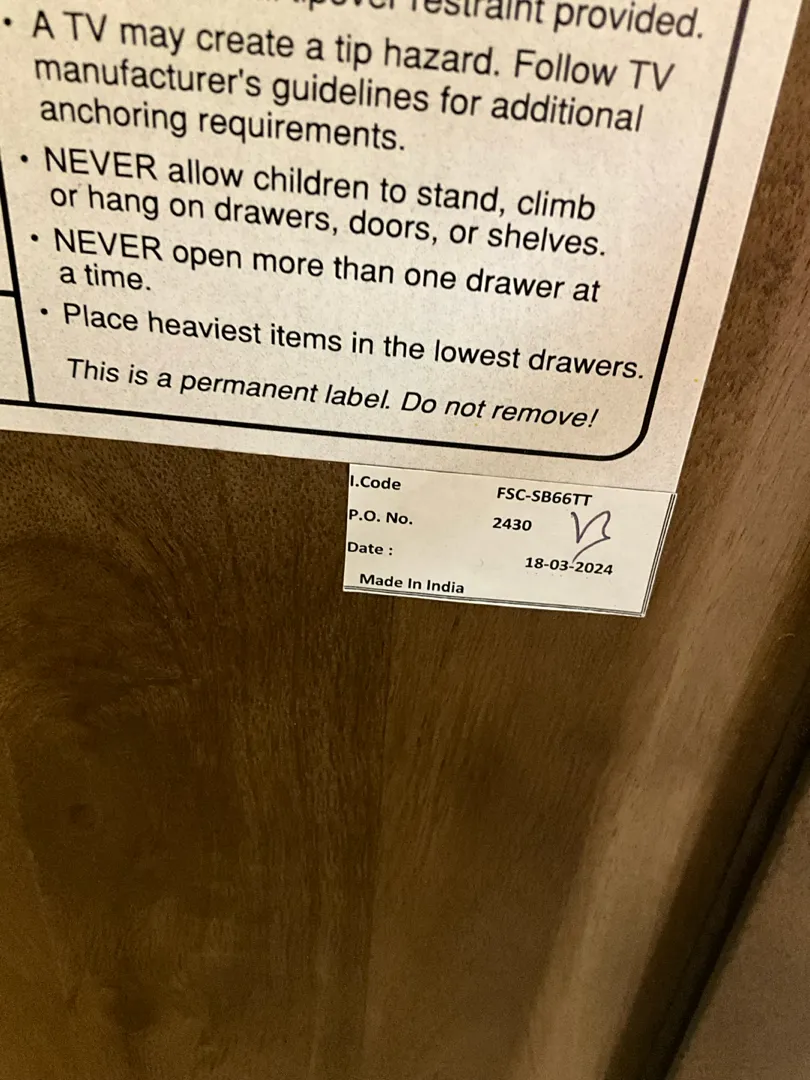 restraint provided.
• A TV may create a tip hazard. Follow TV
manufacturer's guidelines for additional
anchoring requirements.
• NEVER allow children to stand, climb
or hang on drawers, doors, or shelves.
• NEVER open more than one drawer at
a time.
• Place heaviest items in the lowest drawers.
This is a permanent label. Do not remove!
I.Code FSC-SB66TT
P.O. No. 2430
Date : 18-03-2024
Made In India